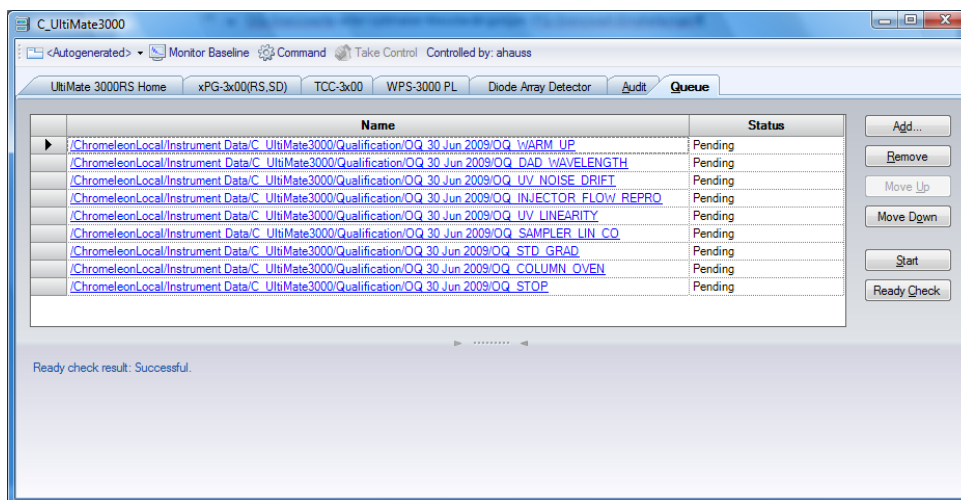 C_UltiMate3000
<Autogenerated> Monitor Baseline Command Take Control Controlled by: ahauss
UltiMate 3000RS Home xPG-3x00(RS,SD) TCC-3x00 WPS-3000 PL Diode Array Detector Audit Queue
Name Status
/ChromeleonLocal/Instrument Data/C_UltiMate3000/Qualification/OQ 30 Jun 2009/OQ_WARM_UP Pending
/ChromeleonLocal/Instrument Data/C_UltiMate3000/Qualification/OQ 30 Jun 2009/OQ_DAD_WAVELENGTH Pending
/ChromeleonLocal/Instrument Data/C_UltiMate3000/Qualification/OQ 30 Jun 2009/OQ_UV_NOISE_DRIFT Pending
/ChromeleonLocal/Instrument Data/C_UltiMate3000/Qualification/OQ 30 Jun 2009/OQ_INJECTOR_FLOW_REPRO Pending
/ChromeleonLocal/Instrument Data/C_UltiMate3000/Qualification/OQ 30 Jun 2009/OQ_UV_LINEARITY Pending
/ChromeleonLocal/Instrument Data/C_UltiMate3000/Qualification/OQ 30 Jun 2009/OQ_SAMPLER_LIN_CO Pending
/ChromeleonLocal/Instrument Data/C_UltiMate3000/Qualification/OQ 30 Jun 2009/OQ_STD_GRAD Pending
/ChromeleonLocal/Instrument Data/C_UltiMate3000/Qualification/OQ 30 Jun 2009/OQ_COLUMN_OVEN Pending
/ChromeleonLocal/Instrument Data/C_UltiMate3000/Qualification/OQ 30 Jun 2009/OQ_STOP Pending
Add...
Remove
Move Up
Move Down
Start
Ready Check
Ready check result: Successful.